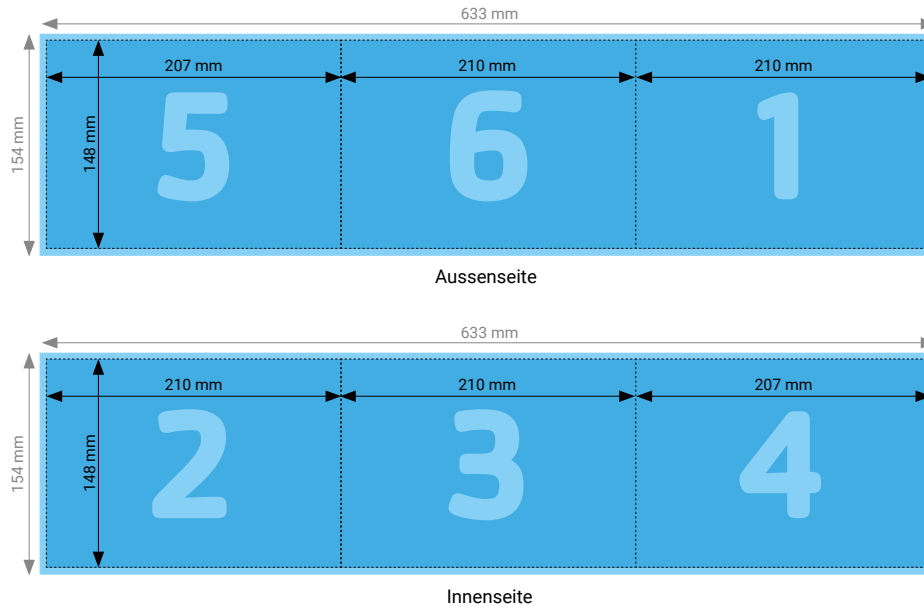 633 mm
207 mm 210 mm 210 mm
154 mm
148 mm
5 6 1
Aussenseite
633 mm
210 mm 210 mm 207 mm
154 mm
148 mm
2 3 4
Innenseite